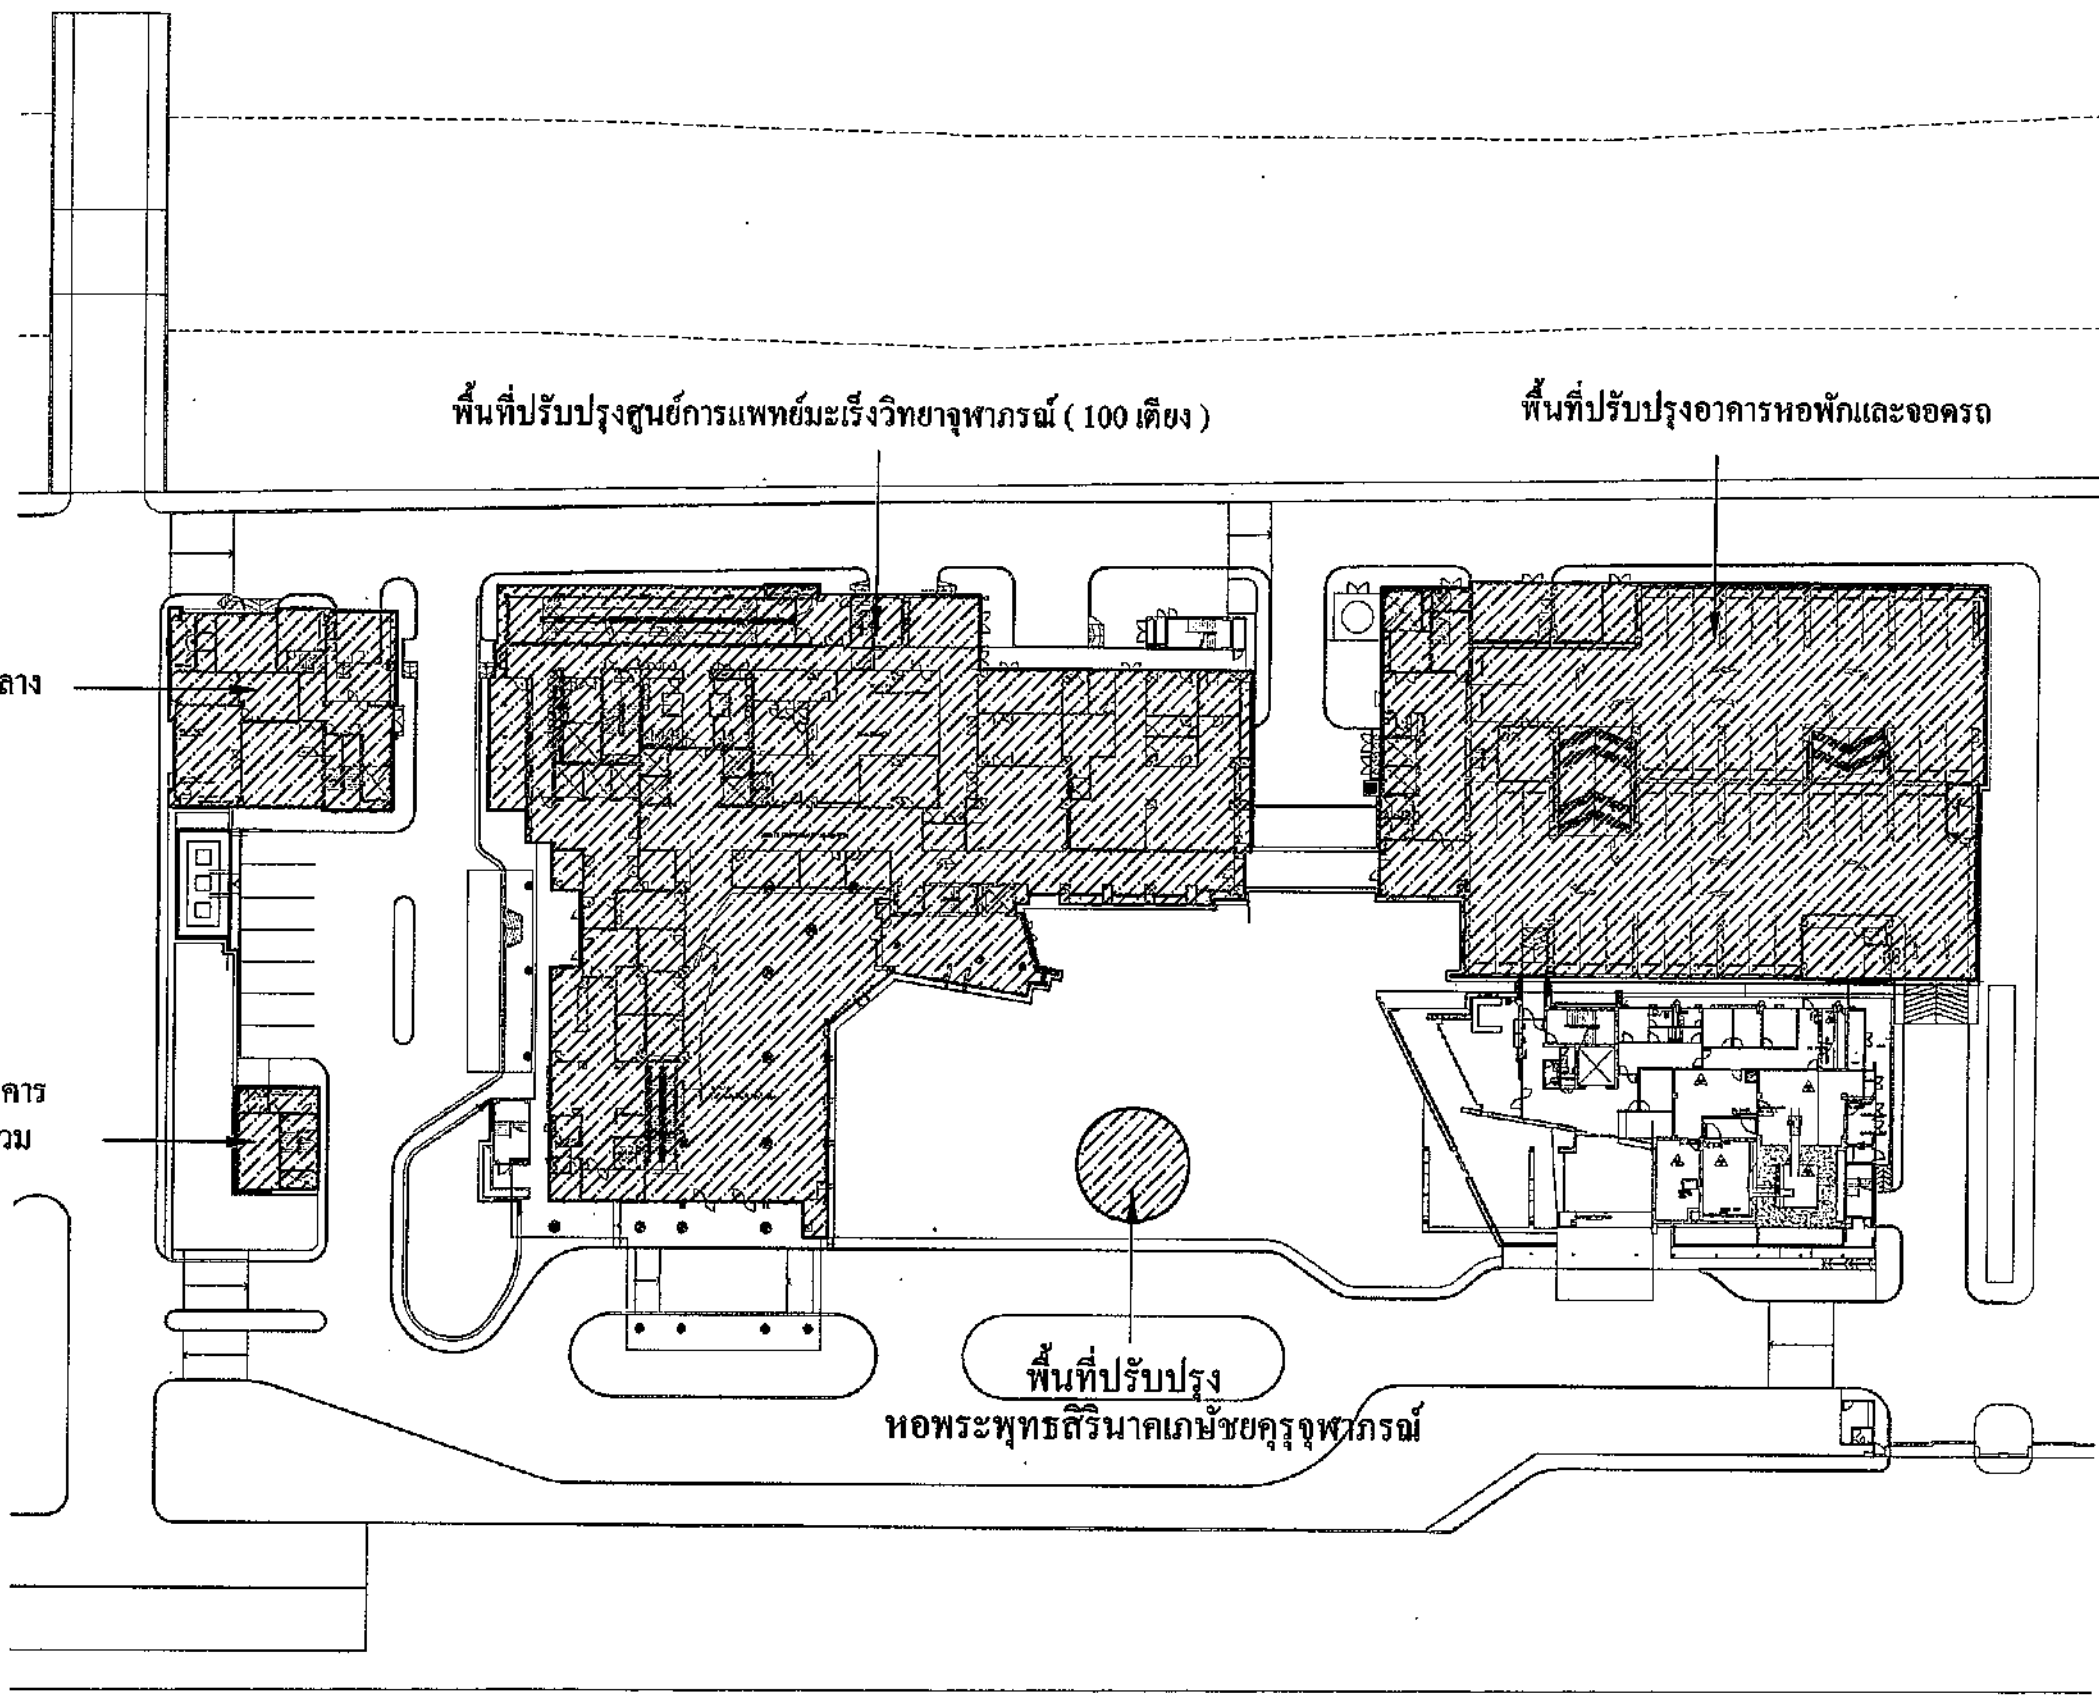 พื้นที่ปรับปรุงศูนย์การแพทย์มะเร็งวิทยาจุฬาภรณ์ ( 100 เตียง )
พื้นที่ปรับปรุงอาคารหอพักและจอดรถ
ลาง
คาร
วม
พื้นที่ปรับปรุง
หอพระพุทธสิรินาคเภษัชยคุรุจุฬาภรณ์